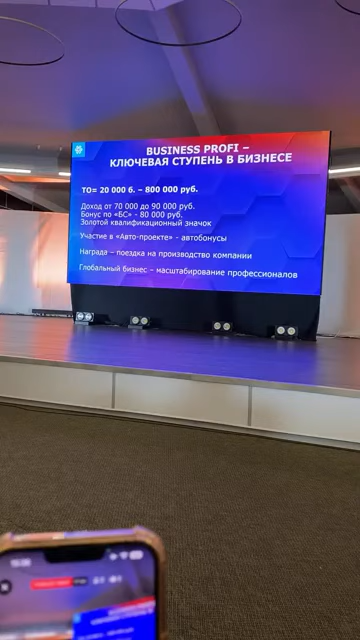 BUSINESS PROFI –
КЛЮЧЕВАЯ СТУПЕНЬ В БИЗНЕСЕ
ТО= 20 000 б. – 800 000 руб.
Доход от 70 000 до 90 000 руб.
Бонус по «БС» - 80 000 руб.
Золотой квалификационный значок
Участие в «Авто-проекте» - автобонусы
Награда – поездка на производство компании
Глобальный бизнес – масштабирование профессионалов